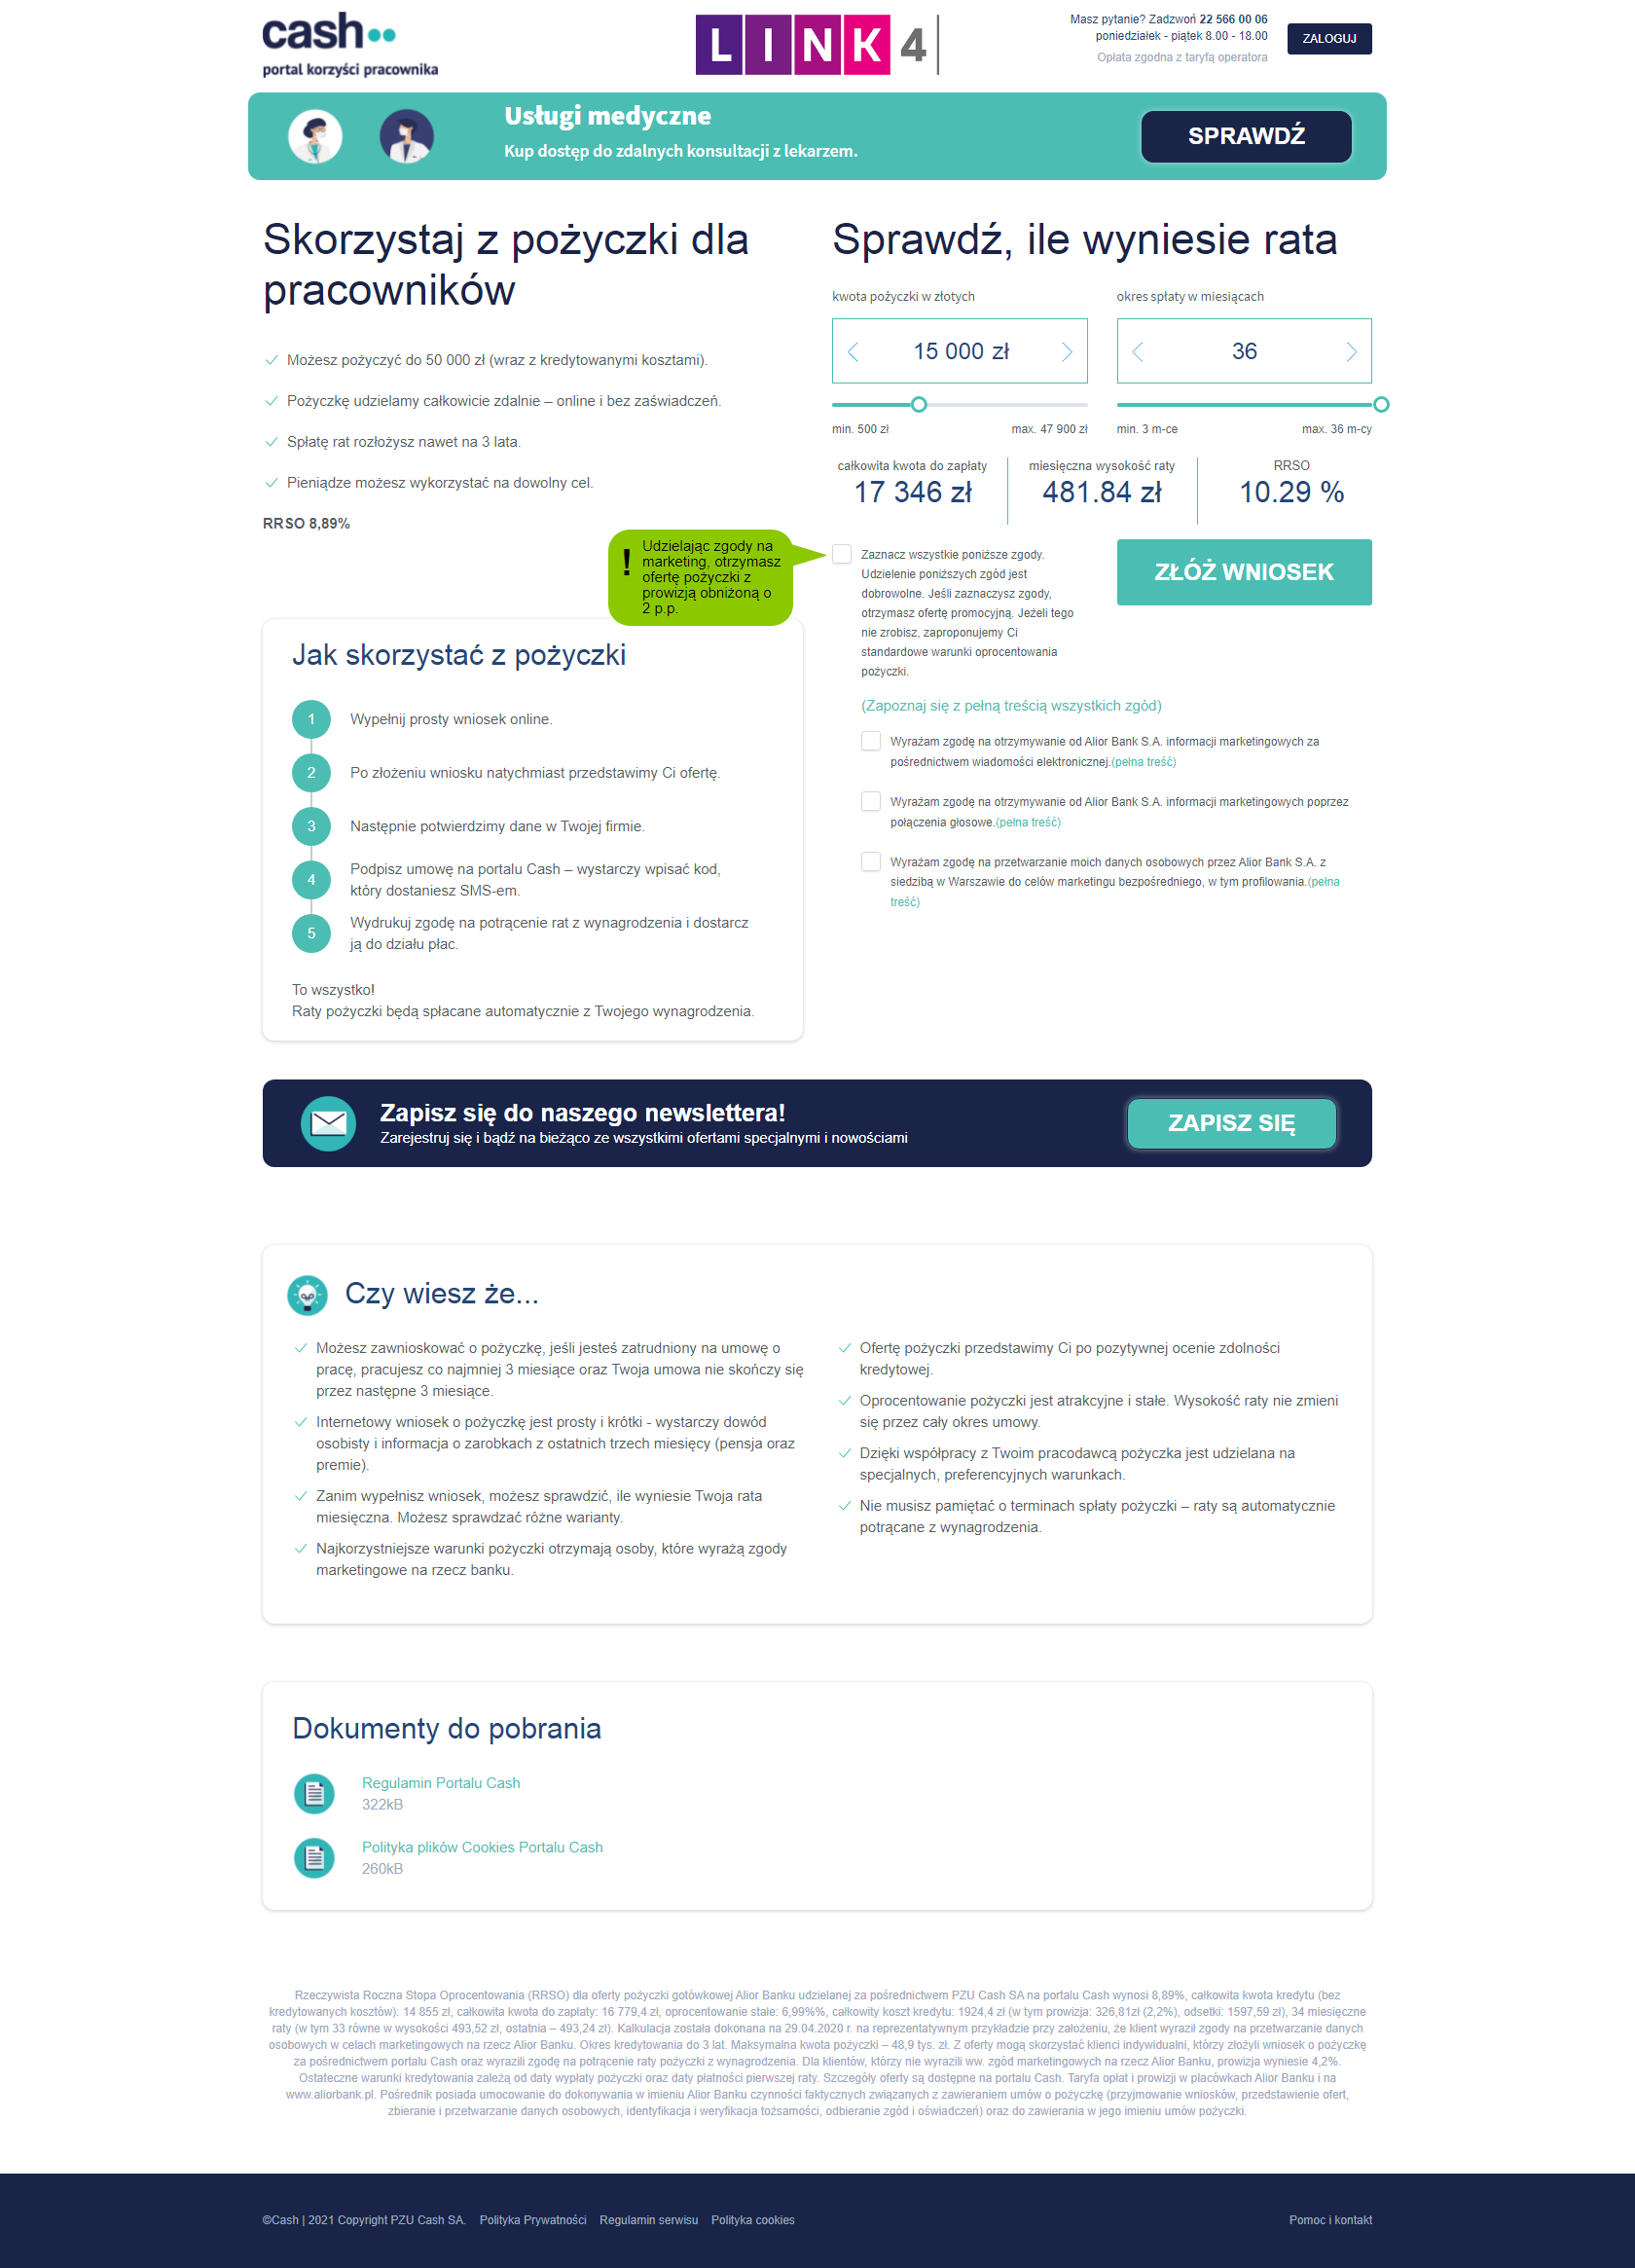 cash
portal korzyści pracownika
LINK4
Masz pytanie? Zadzwoń 22 566 00 06
poniedziałek - piątek 8.00 - 18.00
Opłata zgodna z taryfą operatora
ZALOGUJ
Usługi medyczne
Kup dostęp do zdalnych konsultacji z lekarzem.
SPRAWDŹ
Skorzystaj z pożyczki dla
pracowników
Możesz pożyczyć do 50 000 zł (wraz z kredytowanymi kosztami).
Pożyczkę udzielamy całkowicie zdalnie – online i bez zaświadczeń.
Spłatę rat rozłożysz nawet na 3 lata.
Pieniądze możesz wykorzystać na dowolny cel.
RRSO 8,89%
Sprawdź, ile wyniesie rata
kwota pożyczki w złotych
okres spłaty w miesiącach
15 000 zł
36
min. 500 zł
max. 47 900 zł
min. 3 m-ce
max. 36 m-cy
całkowita kwota do zapłaty
17 346 zł
miesięczna wysokość raty
481.84 zł
RRSO
10.29 %
!
Udzielając zgody na
marketing, otrzymasz
ofertę pożyczki z
prowizją obniżoną o
2 p.p.
Zaznacz wszystkie poniższe zgody.
Udzielenie poniższych zgód jest
dobrowolne. Jeśli zaznaczysz zgody,
otrzymasz ofertę promocyjną. Jeżeli tego
nie zrobisz, zaproponujemy Ci
standardowe warunki oprocentowania
pożyczki.
ZŁÓŻ WNIOSEK
(Zapoznaj się z pełną treścią wszystkich zgód)
Wyrażam zgodę na otrzymywanie od Alior Bank S.A. informacji marketingowych za
pośrednictwem wiadomości elektronicznej.(pełna treść)
Wyrażam zgodę na otrzymywanie od Alior Bank S.A. informacji marketingowych poprzez
połączenia głosowe.(pełna treść)
Wyrażam zgodę na przetwarzanie moich danych osobowych przez Alior Bank S.A. z
siedzibą w Warszawie do celów marketingu bezpośredniego, w tym profilowania.(pełna
treść)
Jak skorzystać z pożyczki
1
Wypełnij prosty wniosek online.
2
Po złożeniu wniosku natychmiast przedstawimy Ci ofertę.
3
Następnie potwierdzimy dane w Twojej firmie.
4
Podpisz umowę na portalu Cash – wystarczy wpisać kod,
który dostaniesz SMS-em.
5
Wydrukuj zgodę na potrącenie rat z wynagrodzenia i dostarcz
ją do działu płac.
To wszystko!
Raty pożyczki będą spłacane automatycznie z Twojego wynagrodzenia.
Zapisz się do naszego newslettera!
Zarejestruj się i bądź na bieżąco ze wszystkimi ofertami specjalnymi i nowościami
ZAPISZ SIĘ
Czy wiesz że...
Możesz zawnioskować o pożyczkę, jeśli jesteś zatrudniony na umowę o
pracę, pracujesz co najmniej 3 miesiące oraz Twoja umowa nie skończy się
przez następne 3 miesiące.
Internetowy wniosek o pożyczkę jest prosty i krótki - wystarczy dowód
osobisty i informacja o zarobkach z ostatnich trzech miesięcy (pensja oraz
premie).
Zanim wypełnisz wniosek, możesz sprawdzić, ile wyniesie Twoja rata
miesięczna. Możesz sprawdzać różne warianty.
Najkorzystniejsze warunki pożyczki otrzymają osoby, które wyrażą zgody
marketingowe na rzecz banku.
Ofertę pożyczki przedstawimy Ci po pozytywnej ocenie zdolności
kredytowej.
Oprocentowanie pożyczki jest atrakcyjne i stałe. Wysokość raty nie zmieni
się przez cały okres umowy.
Dzięki współpracy z Twoim pracodawcą pożyczka jest udzielana na
specjalnych, preferencyjnych warunkach.
Nie musisz pamiętać o terminach spłaty pożyczki – raty są automatycznie
potrącane z wynagrodzenia.
Dokumenty do pobrania
Regulamin Portalu Cash
322kB
Polityka plików Cookies Portalu Cash
260kB
Rzeczywista Roczna Stopa Oprocentowania (RRSO) dla oferty pożyczki gotówkowej Alior Banku udzielanej za pośrednictwem PZU Cash SA na portalu Cash wynosi 8,89%, całkowita kwota kredytu (bez
kredytowanych kosztów): 14 855 zł, całkowita kwota do zapłaty: 16 779,4 zł, oprocentowanie stałe: 6,99%%, całkowity koszt kredytu: 1924,4 zł (w tym prowizja: 326,81zł (2,2%), odsetki: 1597,59 zł), 34 miesięczne
raty (w tym 33 równe w wysokości 493,52 zł, ostatnia – 493,24 zł). Kalkulacja została dokonana na 29.04.2020 r. na reprezentatywnym przykładzie przy założeniu, że klient wyraził zgody na przetwarzanie danych
osobowych w celach marketingowych na rzecz Alior Banku. Okres kredytowania do 3 lat. Maksymalna kwota pożyczki – 48,9 tys. zł. Z oferty mogą skorzystać klienci indywidualni, którzy złożyli wniosek o pożyczkę
za pośrednictwem portalu Cash oraz wyrazili zgodę na potrącenie raty pożyczki z wynagrodzenia. Dla klientów, którzy nie wyrazili ww. zgód marketingowych na rzecz Alior Banku, prowizja wyniesie 4,2%.
Ostateczne warunki kredytowania zależą od daty wypłaty pożyczki oraz daty płatności pierwszej raty. Szczegóły oferty są dostępne na portalu Cash. Taryfa opłat i prowizji w placówkach Alior Banku i na
www.aliorbank.pl. Pośrednik posiada umocowanie do dokonywania w imieniu Alior Banku czynności faktycznych związanych z zawieraniem umów o pożyczkę (przyjmowanie wniosków, przedstawienie ofert,
zbieranie i przetwarzanie danych osobowych, identyfikacja i weryfikacja tożsamości, odbieranie zgód i oświadczeń) oraz do zawierania w jego imieniu umów pożyczki.
©Cash | 2021 Copyright PZU Cash SA.
Polityka Prywatności
Regulamin serwisu
Polityka cookies
Pomoc i kontakt